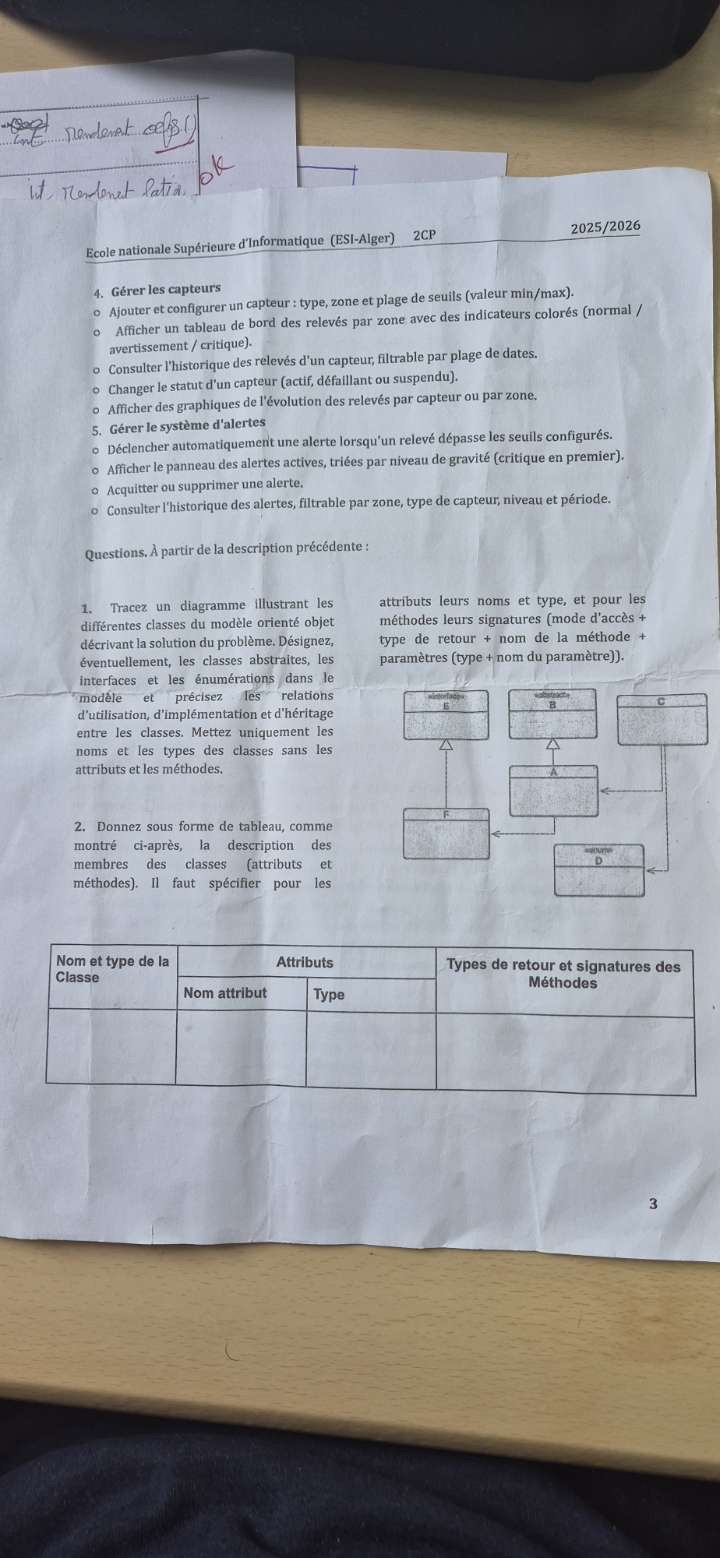 int rendement
int rendement
ok
Ecole nationale Supérieure d'Informatique (ESI-Alger) 2CP 2025/2026
4. Gérer les capteurs
o Ajouter et configurer un capteur : type, zone et plage de seuils (valeur min/max).
o Afficher un tableau de bord des relevés par zone avec des indicateurs colorés (normal /
avertissement / critique).
o Consulter l'historique des relevés d'un capteur, filtrable par plage de dates.
o Changer le statut d'un capteur (actif, défaillant ou suspendu).
o Afficher des graphiques de l'évolution des relevés par capteur ou par zone.
5. Gérer le système d'alertes
o Déclencher automatiquement une alerte lorsqu'un relevé dépasse les seuils configurés.
o Afficher le panneau des alertes actives, triées par niveau de gravité (critique en premier).
o Acquitter ou supprimer une alerte.
o Consulter l'historique des alertes, filtrable par zone, type de capteur, niveau et période.
Questions. À partir de la description précédente :
1. Tracez un diagramme illustrant les
différentes classes du modèle orienté objet
décrivant la solution du problème. Désignez,
éventuellement, les classes abstraites, les
interfaces et les énumérations dans le
modèle et précisez les relations
d'utilisation, d'implémentation et d'héritage
entre les classes. Mettez uniquement les
noms et les types des classes sans les
attributs et les méthodes.
2. Donnez sous forme de tableau, comme
montré ci-après, la description des
membres des classes (attributs et
méthodes). Il faut spécifier pour les
attributs leurs noms et type, et pour les
méthodes leurs signatures (mode d'accès +
type de retour + nom de la méthode +
paramètres (type + nom du paramètre)).
«interface»
E
«abstract»
B
C
A
F
«enum»
D
Nom et type de la
Classe
Attributs
Types de retour et signatures des
Méthodes
Nom attribut
Type
3